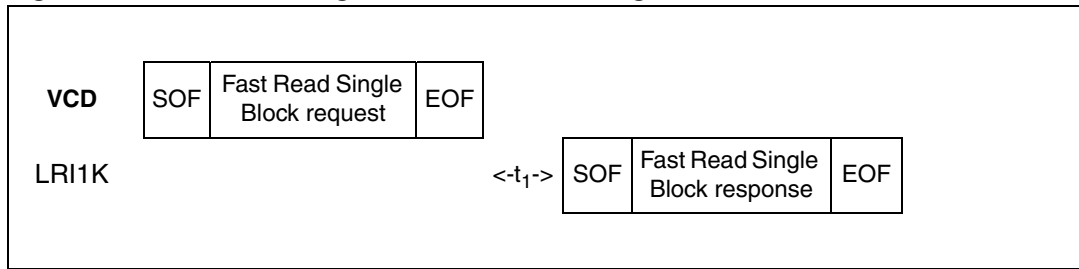 VCD SOF Fast Read Single Block request EOF
LRI1K <-t₁-> SOF Fast Read Single Block response EOF